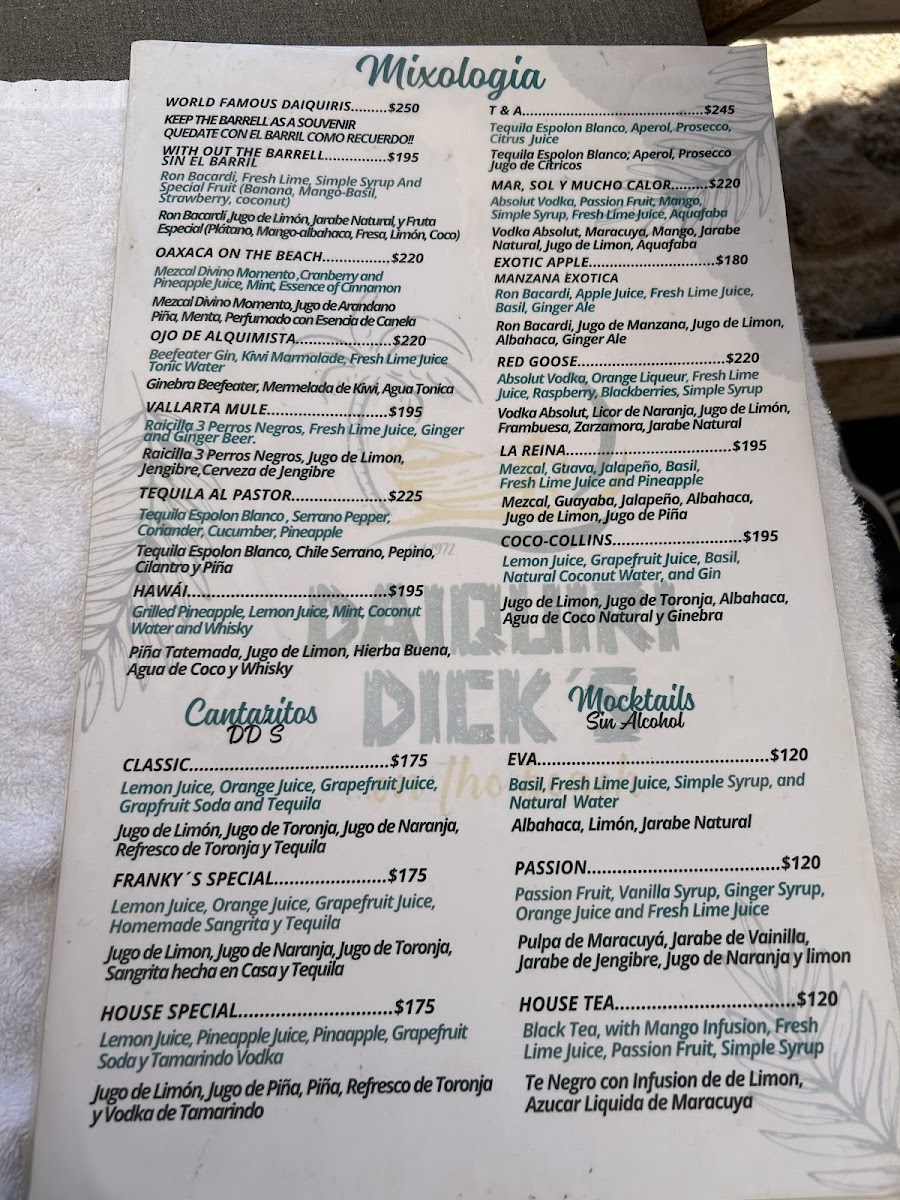 Mixologia
WORLD FAMOUS DAIQUIRIS.........$250
KEEP THE BARRELL AS A SOUVENIR
QUEDATE CON EL BARRIL COMO RECUERDO!!
WITH OUT THE BARRELL...............$195
SIN EL BARRIL
Ron Bacardi, Fresh Lime, Simple Syrup And
Special Fruit (Banana, Mango-Basil,
Strawberry, coconut)
Ron Bacardí Jugo de Limón, Jarabe Natural, y Fruta
Especial (Plátano, Mango-albahaca, Fresa, Limón, Coco)
OAXACA ON THE BEACH................$220
Mezcal Divino Momento ,Cranberry and
Pineapple Juice, Mint, Essence of Cinnamon
Mezcal Divino Momento, Jugo de Arandano
Piña, Menta, Perfumado con Esencia de Canela
OJO DE ALQUIMISTA.......................$220
Beefeater Gin, Kiwi Marmalade, Fresh Lime Juice
Tonic Water
Ginebra Beefeater, Mermelada de Kiwi, Agua Tonica
VALLARTA MULE.............................$195
Raicilla 3 Perros Negros, Fresh Lime Juice, Ginger
and Ginger Beer.
Raicilla 3 Perros Negros, Jugo de Limon,
Jengibre,Cerveza de Jengibre
TEQUILA AL PASTOR......................$225
Tequila Espolon Blanco , Serrano Pepper,
Coriander, Cucumber, Pineapple
Tequila Espolon Blanco, Chile Serrano, Pepino,
Cilantro y Piña
HAWÁI.............................................$195
Grilled Pineapple, Lemon Juice, Mint, Coconut
Water and Whisky
Piña Tatemada, Jugo de Limon, Hierba Buena,
Agua de Coco y Whisky
T & A............................................$245
Tequila Espolon Blanco, Aperol, Prosecco,
Citrus Juice
Tequila Espolon Blanco; Aperol, Prosecco
Jugo de Citricos
MAR, SOL Y MUCHO CALOR.........$220
Absolut Vodka, Passion Fruit, Mango,
Simple Syrup, Fresh Lime Juice, Aquafaba
Vodka Absolut, Maracuya, Mango, Jarabe
Natural, Jugo de Limon, Aquafaba
EXOTIC APPLE..............................$180
MANZANA EXOTICA
Ron Bacardi, Apple Juice, Fresh Lime Juice,
Basil, Ginger Ale
Ron Bacardi, Jugo de Manzana, Jugo de Limon,
Albahaca, Ginger Ale
RED GOOSE.........................................$220
Absolut Vodka, Orange Liqueur, Fresh Lime
Juice, Raspberry, Blackberries, Simple Syrup
Vodka Absolut, Licor de Naranja, Jugo de Limón,
Frambuesa, Zarzamora, Jarabe Natural
LA REINA.......................................$195
Mezcal, Guava, Jalapeño, Basil,
Fresh Lime Juice and Pineapple
Mezcal, Guayaba, Jalapeño, Albahaca,
Jugo de Limon, Jugo de Piña
COCO-COLLINS..............................$195
Lemon Juice, Grapefruit Juice, Basil,
Natural Coconut Water, and Gin
Jugo de Limon, Jugo de Toronja, Albahaca,
Agua de Coco Natural y Ginebra
1972
DAIQUIRI
DICK´S
on the beach
Cantaritos
DD S
CLASSIC.........................................$175
Lemon Juice, Orange Juice, Grapefruit Juice,
Grapfruit Soda and Tequila
Jugo de Limón, Jugo de Toronja, Jugo de Naranja,
Refresco de Toronja y Tequila
FRANKY´S SPECIAL.......................$175
Lemon Juice, Orange Juice, Grapefruit Juice,
Homemade Sangrita y Tequila
Jugo de Limon, Jugo de Naranja, Jugo de Toronja,
Sangrita hecha en Casa y Tequila
HOUSE SPECIAL.............................$175
Lemon Juice, Pineapple Juice, Pinaapple, Grapefruit
Soda y Tamarindo Vodka
Jugo de Limón, Jugo de Piña, Piña, Refresco de Toronja
y Vodka de Tamarindo
Mocktails
Sin Alcohol
EVA................................................$120
Basil, Fresh Lime Juice, Simple Syrup, and
Natural Water
Albahaca, Limón, Jarabe Natural
PASSION........................................$120
Passion Fruit, Vanilla Syrup, Ginger Syrup,
Orange Juice and Fresh Lime Juice
Pulpa de Maracuyá, Jarabe de Vainilla,
Jarabe de Jengibre, Jugo de Naranja y limon
HOUSE TEA..................................$120
Black Tea, with Mango Infusion, Fresh
Lime Juice, Passion Fruit, Simple Syrup
Te Negro con Infusion de de Limon,
Azucar Liquida de Maracuya